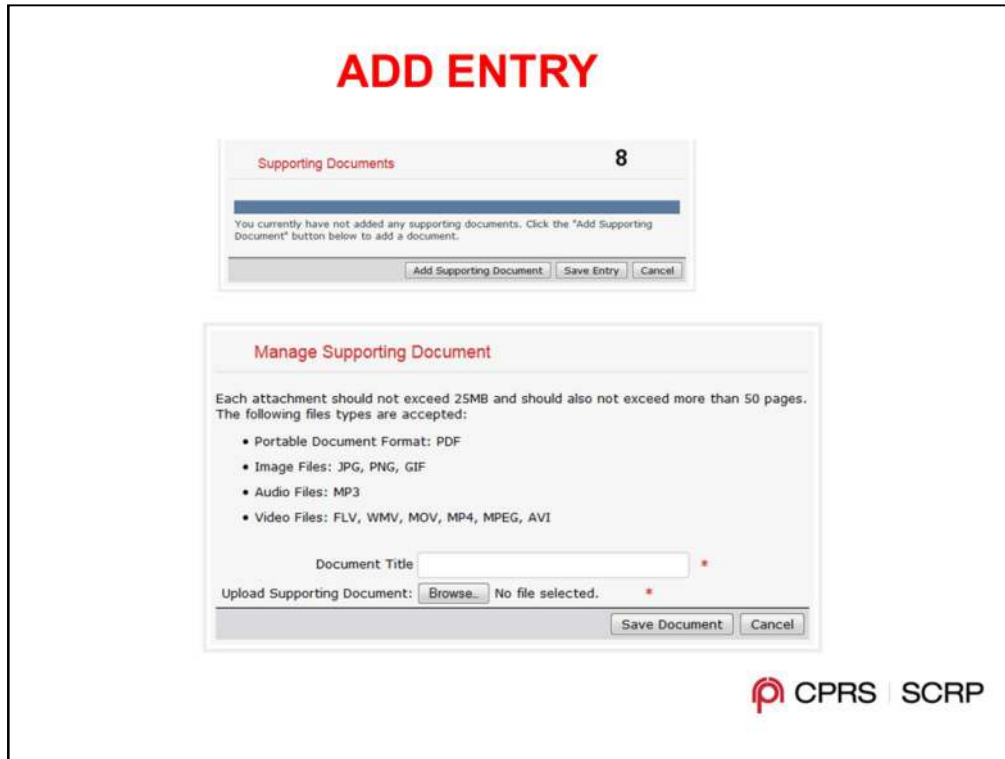 ADD ENTRY
Supporting Documents 8
You currently have not added any supporting documents. Click the "Add Supporting
Document" button below to add a document.
Add Supporting Document Save Entry Cancel
Manage Supporting Document
Each attachment should not exceed 25MB and should also not exceed more than 50 pages.
The following files types are accepted:
• Portable Document Format: PDF
• Image Files: JPG, PNG, GIF
• Audio Files: MP3
• Video Files: FLV, WMV, MOV, MP4, MPEG, AVI
Document Title *
Upload Supporting Document: Browse.. No file selected. *
Save Document Cancel
CPRS | SCRP